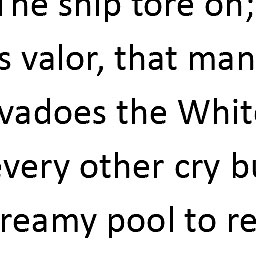 The ship tore on;
s valor, that man
vadoes the White
every other cry bu
reamy pool to re